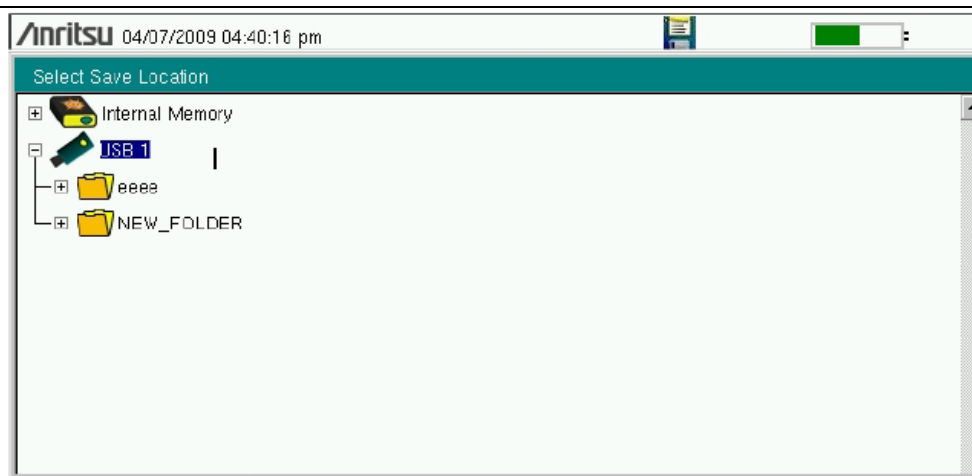 Anritsu 04/07/2009 04:40:16 pm
Select Save Location
Internal Memory
USB 1
eeee
NEW_FOLDER